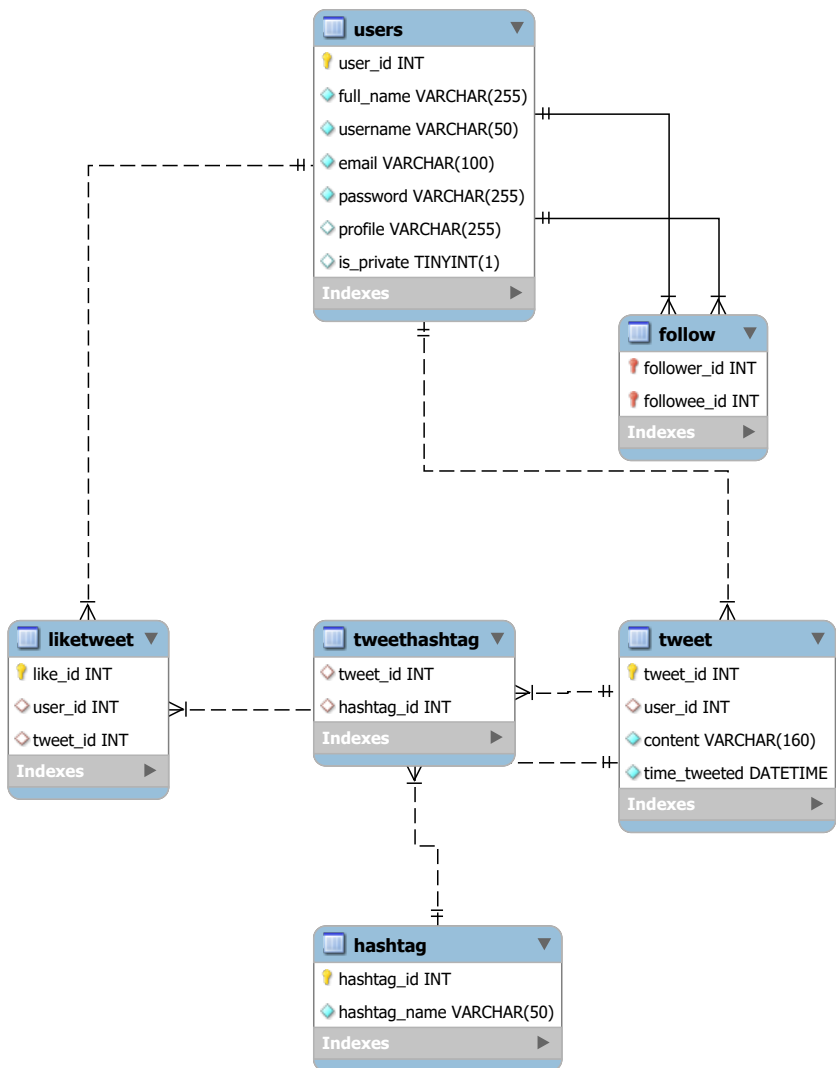 users
user_id INT
full_name VARCHAR(255)
username VARCHAR(50)
email VARCHAR(100)
password VARCHAR(255)
profile VARCHAR(255)
is_private TINYINT(1)
Indexes
follow
follower_id INT
followee_id INT
Indexes
liketweet
like_id INT
user_id INT
tweet_id INT
Indexes
tweethashtag
tweet_id INT
hashtag_id INT
Indexes
tweet
tweet_id INT
user_id INT
content VARCHAR(160)
time_tweeted DATETIME
Indexes
hashtag
hashtag_id INT
hashtag_name VARCHAR(50)
Indexes